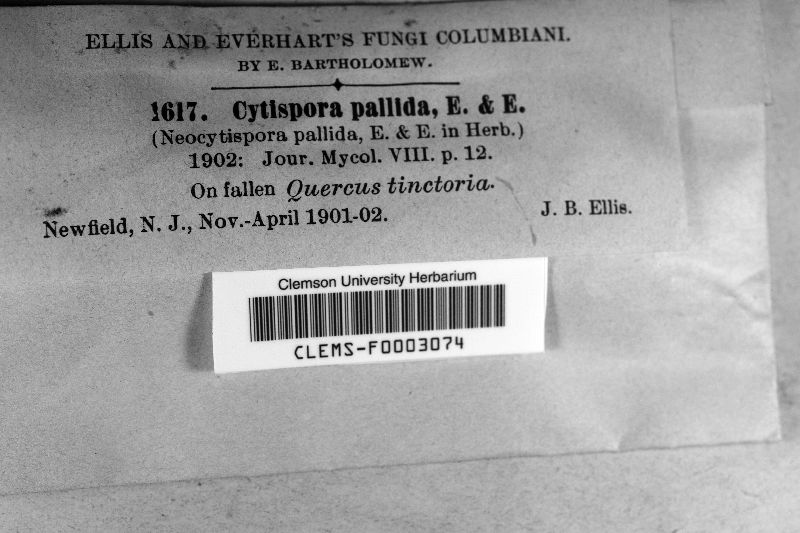 ELLIS AND EVERHART'S FUNGI COLUMBIANI.
BY E. BARTHOLOMEW.
1617. Cytispora pallida, E. & E.
(Neocytispora pallida, E. & E. in Herb.)
1902: Jour. Mycol. VIII. p. 12.
On fallen Quercus tinctoria.
Newfield, N. J., Nov.-April 1901-02. J. B. Ellis.
Clemson University Herbarium
CLEMS-F0003074